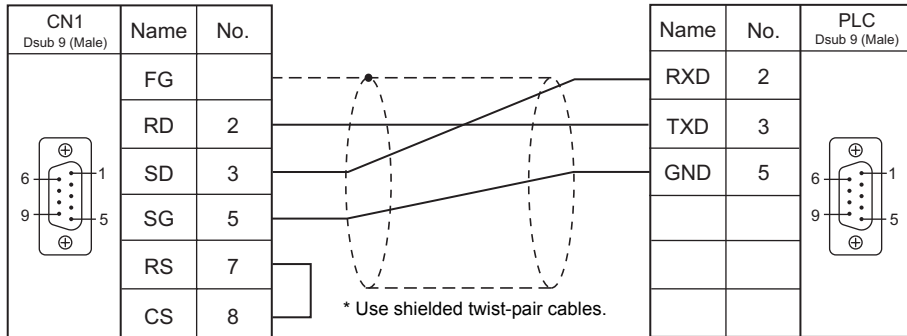 CN1
Dsub 9 (Male)
Name No.
FG
RD 2
SD 3
SG 5
RS 7
CS 8
6 1
9 5
* Use shielded twist-pair cables.
Name No.
PLC
Dsub 9 (Male)
RXD 2
TXD 3
GND 5
6 1
9 5